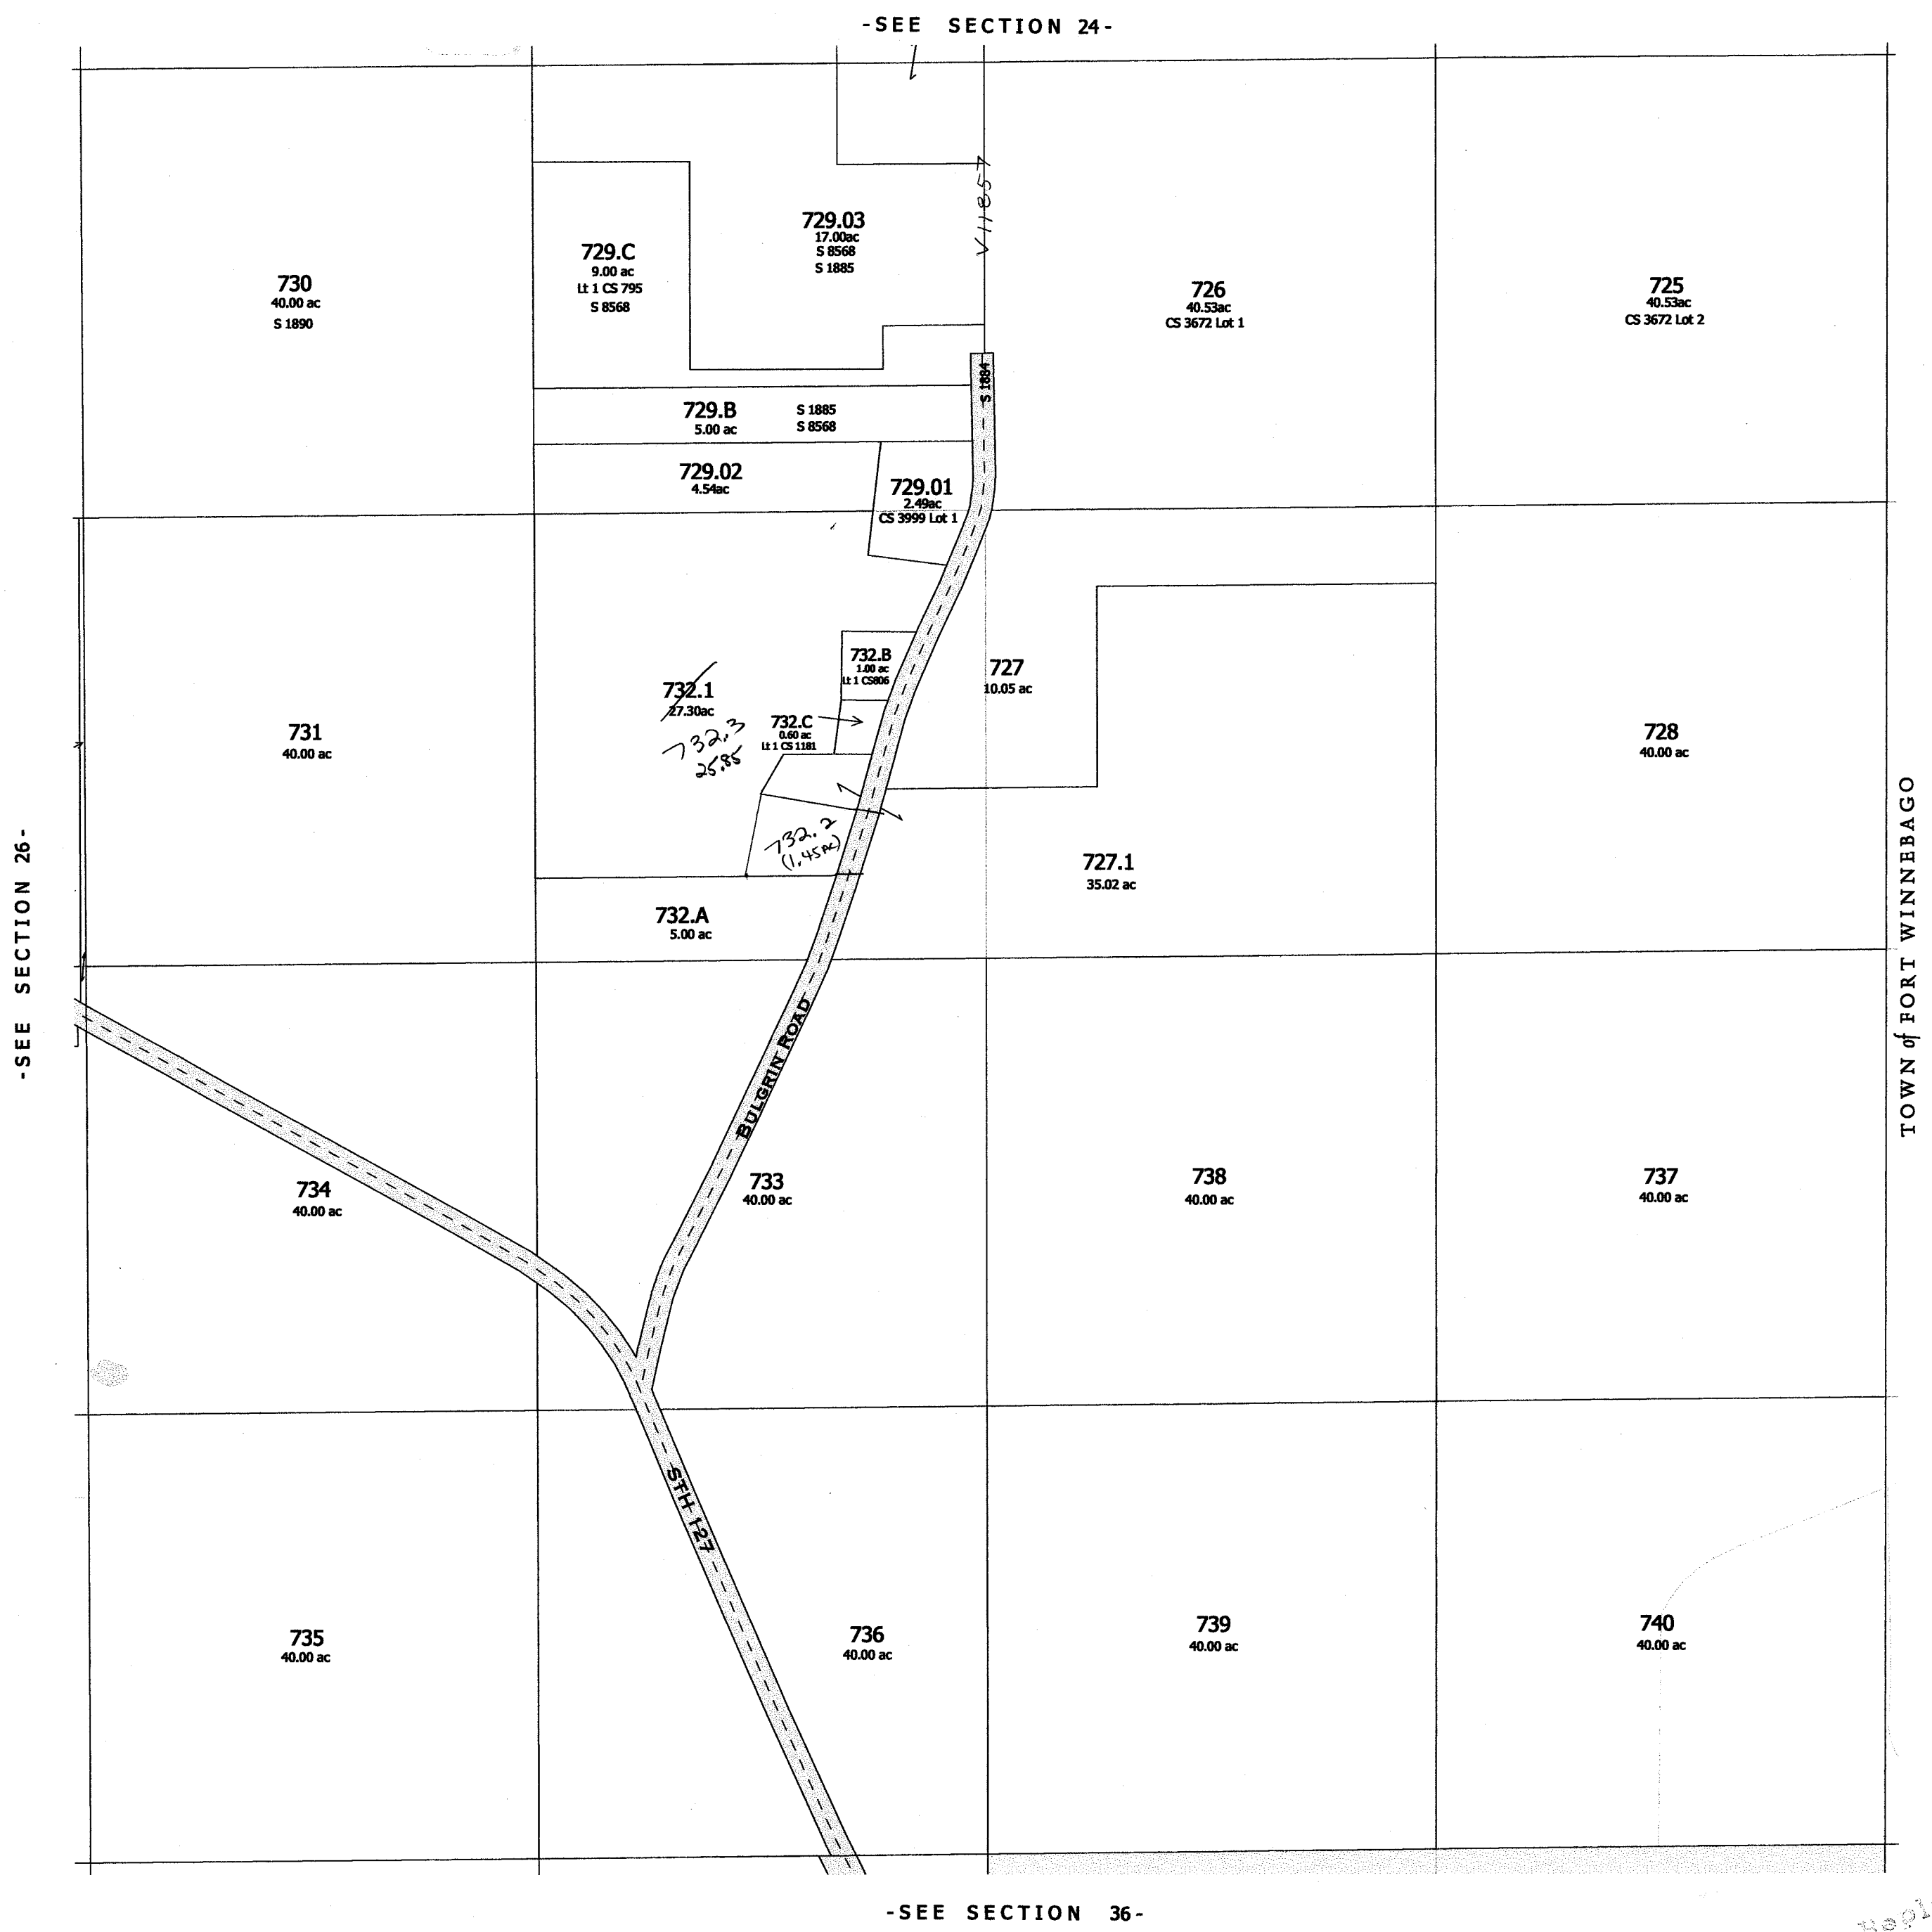 -SEE SECTION 24-
V1857
729.03
17.00ac
S 8568
S 1885
729.C
9.00 ac
Lt 1 CS 795
S 8568
730
40.00 ac
S 1890
726
40.53ac
CS 3672 Lot 1
725
40.53ac
CS 3672 Lot 2
S 1884
729.B
5.00 ac
S 1885
S 8568
729.02
4.54ac
729.01
2.49ac
CS 3999 Lot 1
732.B
1.00 ac
Lt 1 CS806
727
10.05 ac
732.1
27.30ac
732.3
25.85
732.C
0.60 ac
Lt 1 CS 1181
731
40.00 ac
728
40.00 ac
732.2
(1.45ac)
727.1
35.02 ac
732.A
5.00 ac
-SEE SECTION 26-
TOWN of FORT WINNEBAGO
BULGRIN ROAD
734
40.00 ac
733
40.00 ac
738
40.00 ac
737
40.00 ac
STH 127
735
40.00 ac
736
40.00 ac
739
40.00 ac
740
40.00 ac
-SEE SECTION 36-